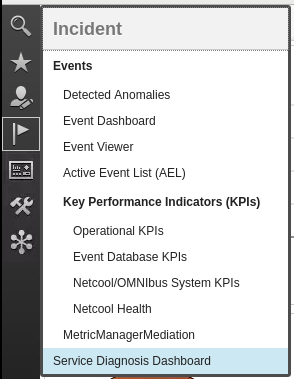 Incident
Events
Detected Anomalies
Event Dashboard
Event Viewer
Active Event List (AEL)
Key Performance Indicators (KPIs)
Operational KPIs
Event Database KPIs
Netcool/OMNIbus System KPIs
Netcool Health
MetricManagerMediation
Service Diagnosis Dashboard